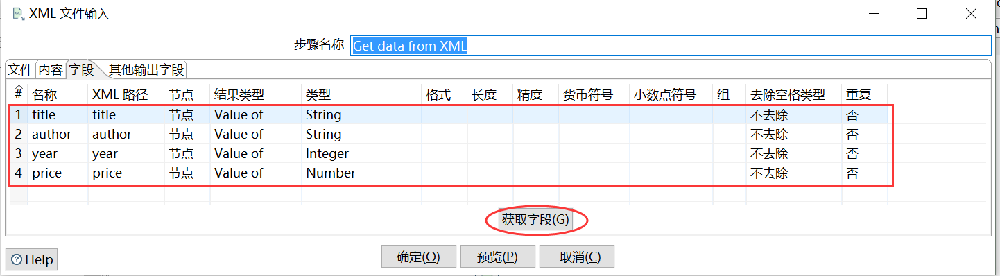 XML 文件输入
步骤名称 Get data from XML
文件 内容 字段 其他输出字段
# 名称 XML 路径 节点 结果类型 类型 格式 长度 精度 货币符号 小数点符号 组 去除空格类型 重复
1 title title 节点 Value of String 不去除 否
2 author author 节点 Value of String 不去除 否
3 year year 节点 Value of Integer 不去除 否
4 price price 节点 Value of Number 不去除 否
获取字段(G)
Help 确定(O) 预览(P) 取消(C)